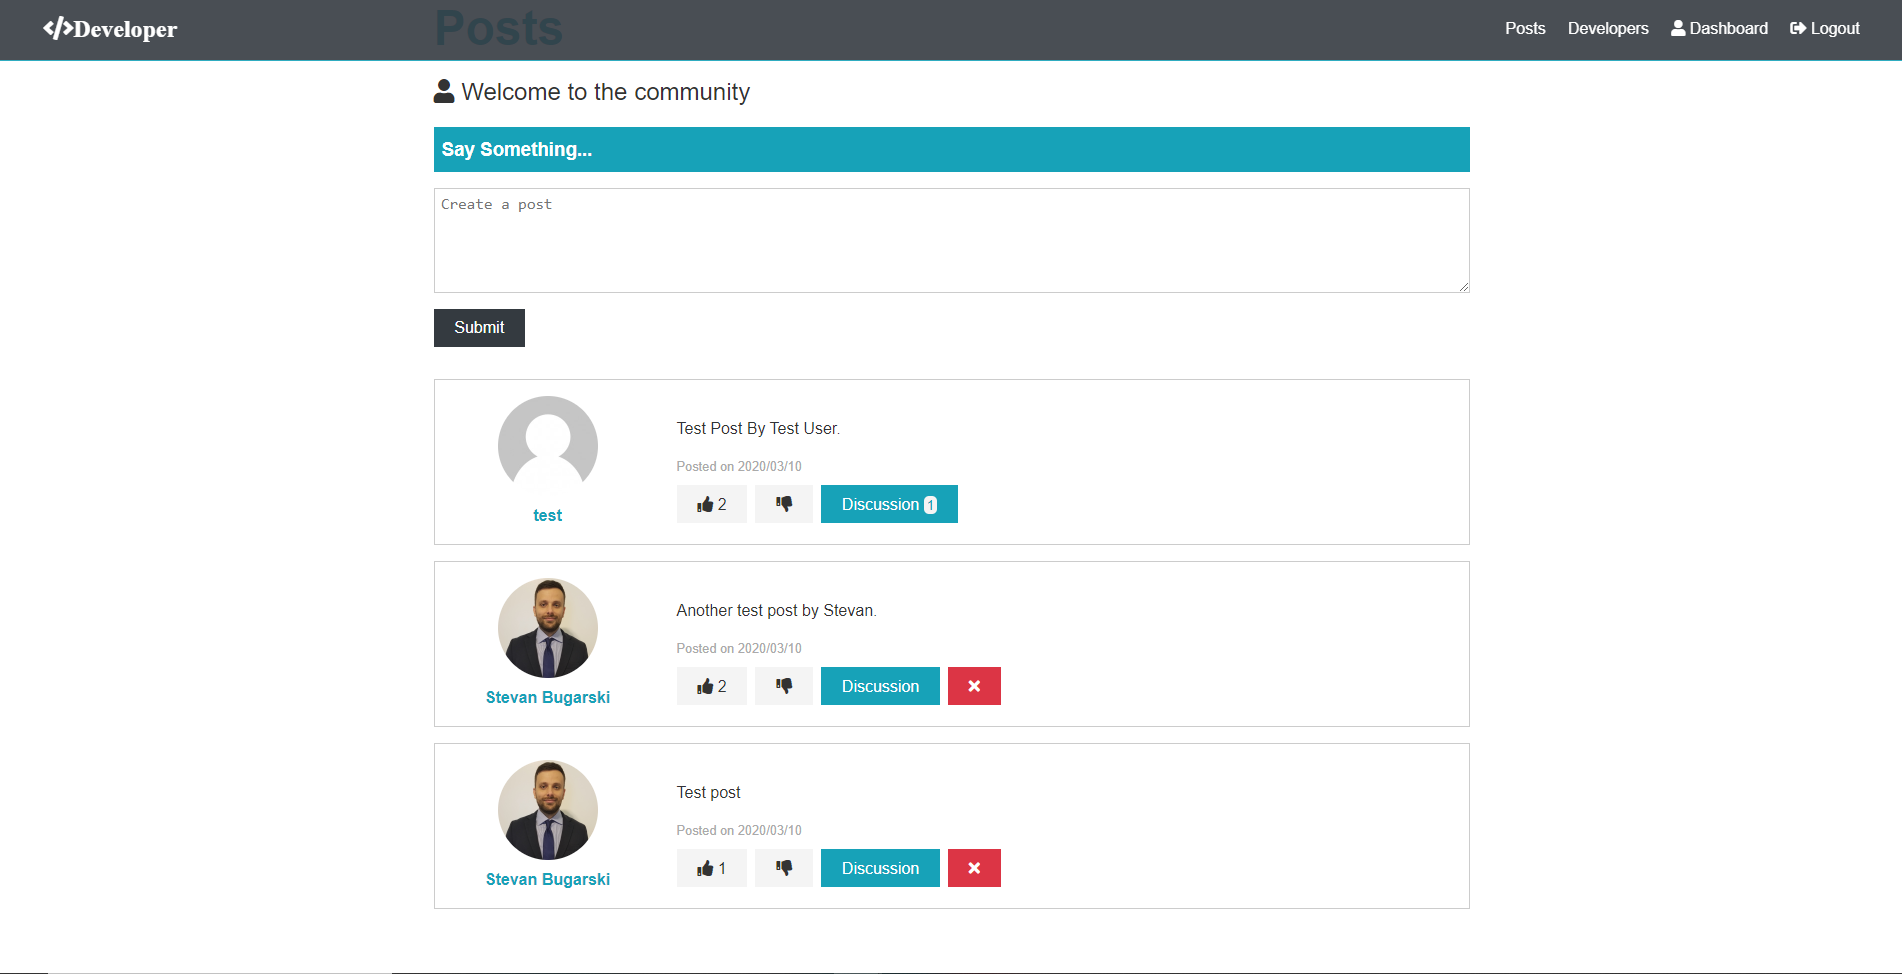 </>Developer
Posts
Posts Developers Dashboard Logout
Welcome to the community
Say Something...
Create a post
Submit
Test Post By Test User.
Posted on 2020/03/10
2 Discussion 1
test
Another test post by Stevan.
Posted on 2020/03/10
2 Discussion
Stevan Bugarski
Test post
Posted on 2020/03/10
1 Discussion
Stevan Bugarski